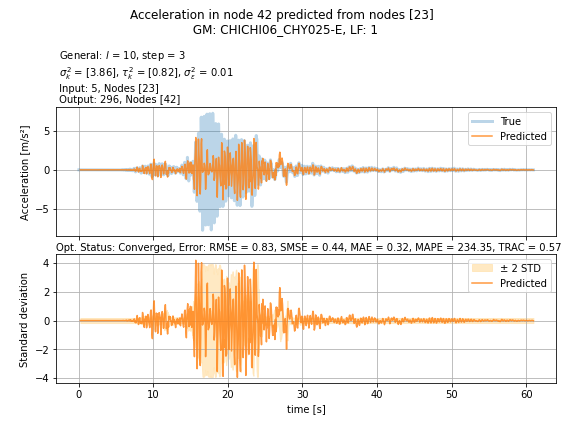 Acceleration in node 42 predicted from nodes [23]
GM: CHICHI06_CHY025-E, LF: 1
General: l = 10, step = 3
σ²ₖ = [3.86], τ²ₖ = [0.82], σ²ε = 0.01
Input: 5, Nodes [23]
Output: 296, Nodes [42]
True
Predicted
Acceleration [m/s²]
5
0
−5
Opt. Status: Converged, Error: RMSE = 0.83, SMSE = 0.44, MAE = 0.32, MAPE = 234.35, TRAC = 0.57
± 2 STD
Predicted
Standard deviation
4
2
0
−2
−4
0 10 20 30 40 50 60
time [s]